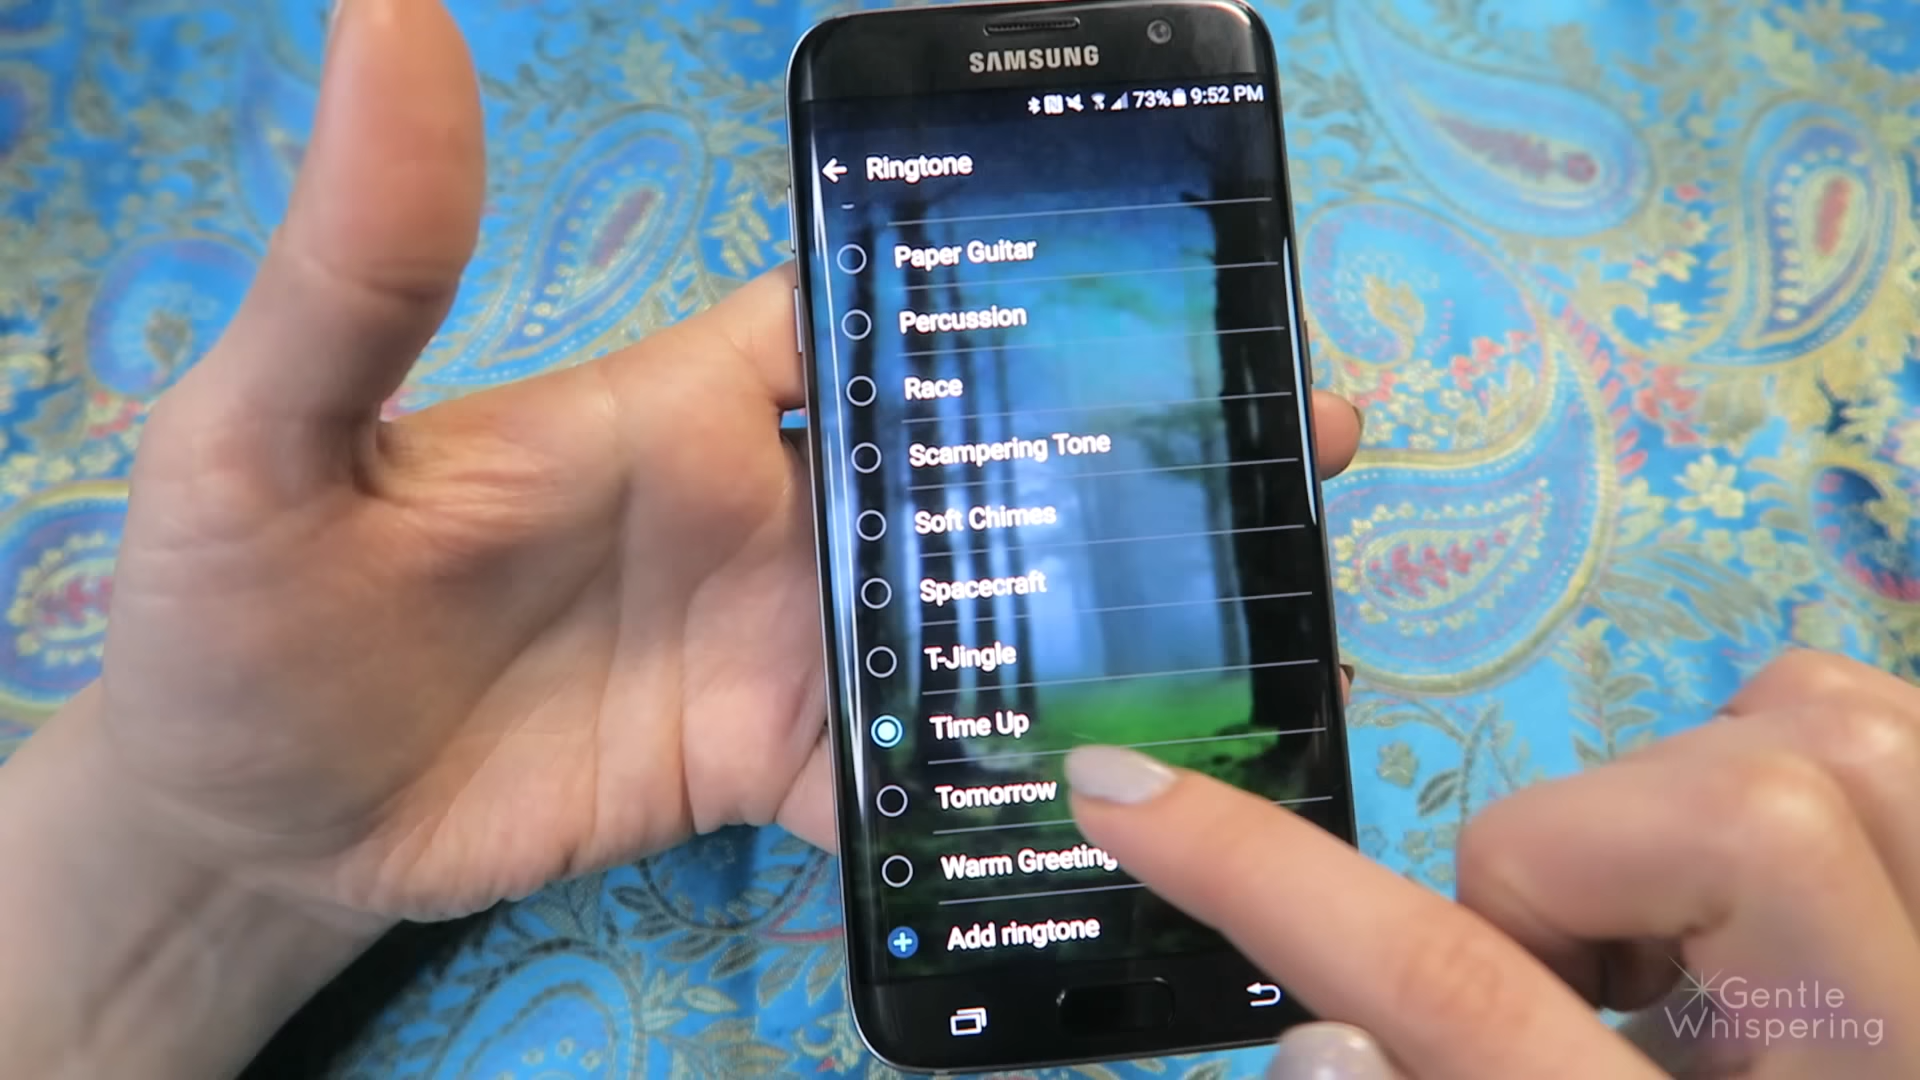 SAMSUNG
73% 9:52 PM
Ringtone
Paper Guitar
Percussion
Race
Scampering Tone
Soft Chimes
Spacecraft
T-Jingle
Time Up
Tomorrow
Warm Greeting
Add ringtone
Gentle
Whispering